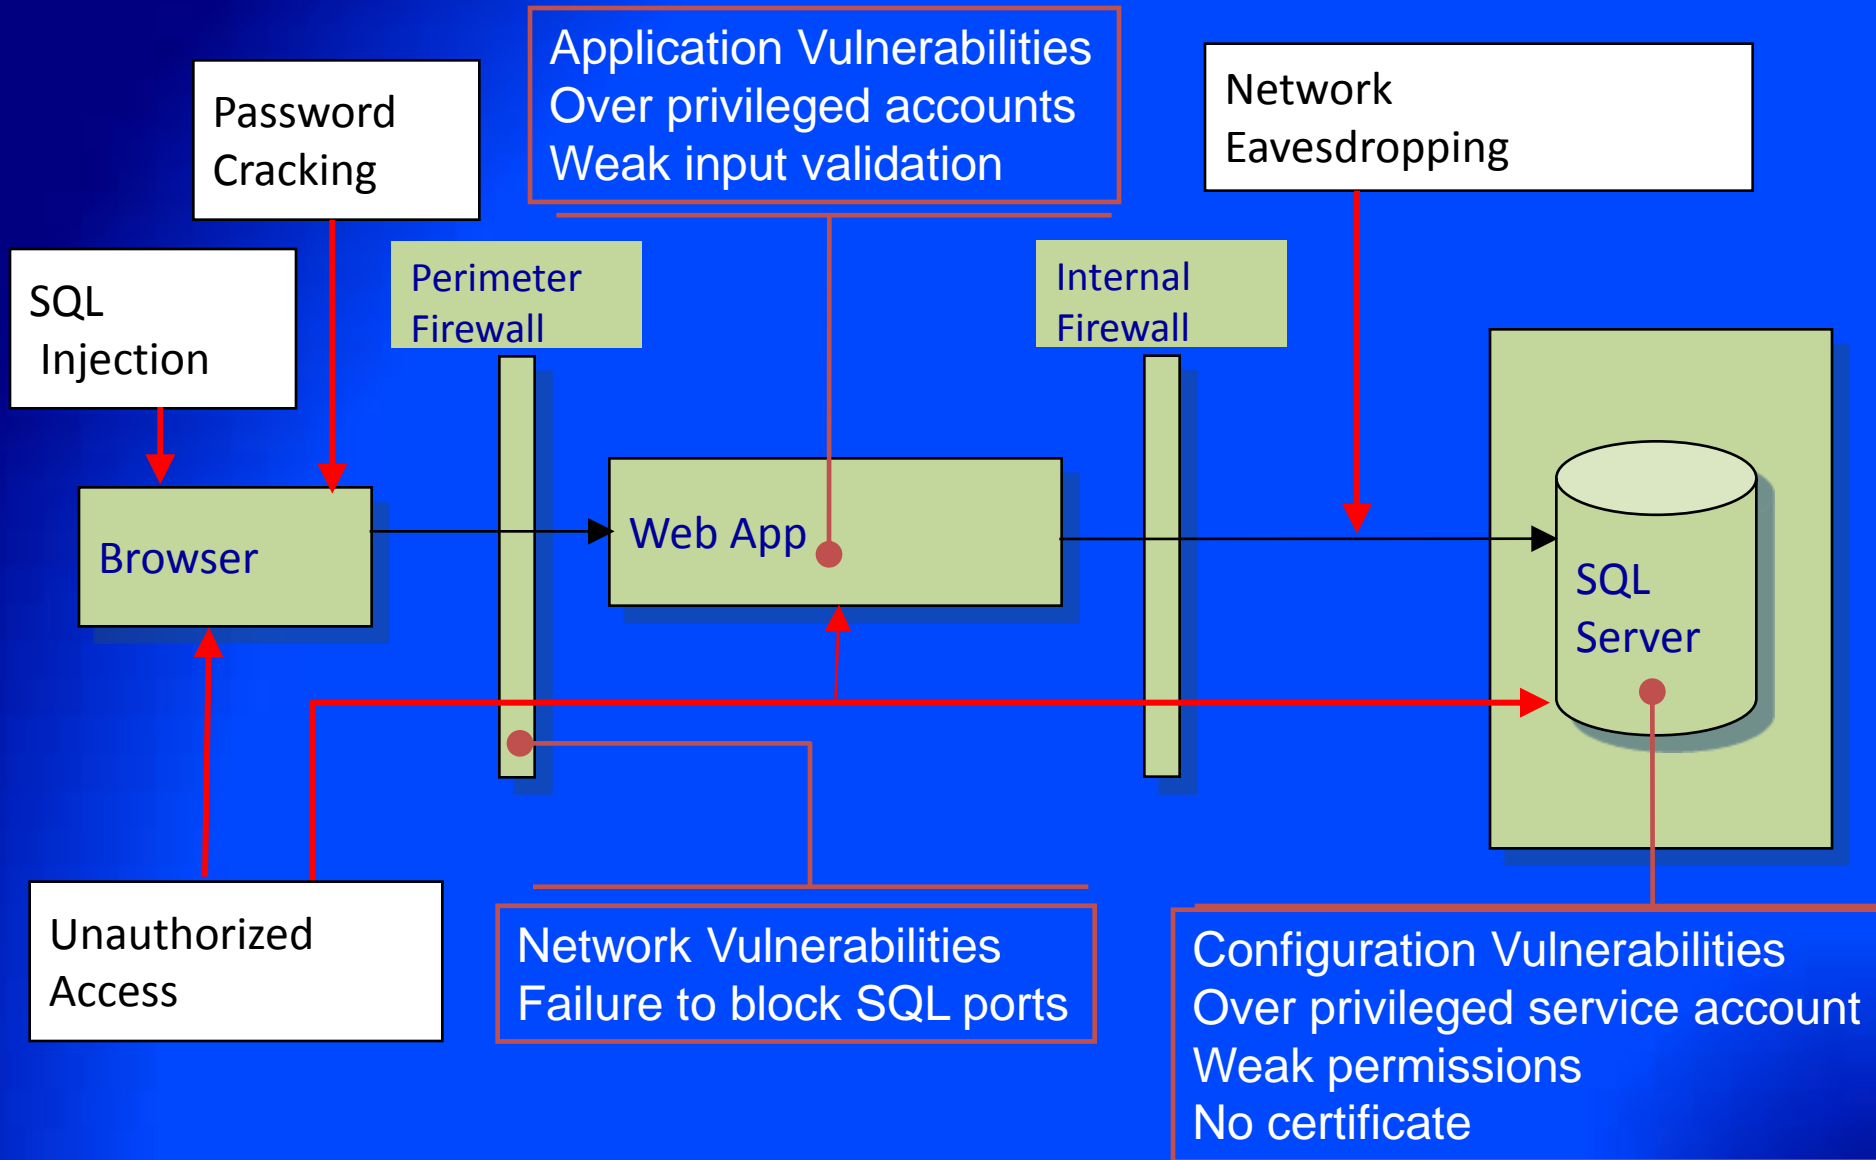 Application Vulnerabilities
Over privileged accounts
Weak input validation
Password
Cracking
Network
Eavesdropping
SQL
Injection
Perimeter
Firewall
Internal
Firewall
Browser
Web App
SQL
Server
Unauthorized
Access
Network Vulnerabilities
Failure to block SQL ports
Configuration Vulnerabilities
Over privileged service account
Weak permissions
No certificate